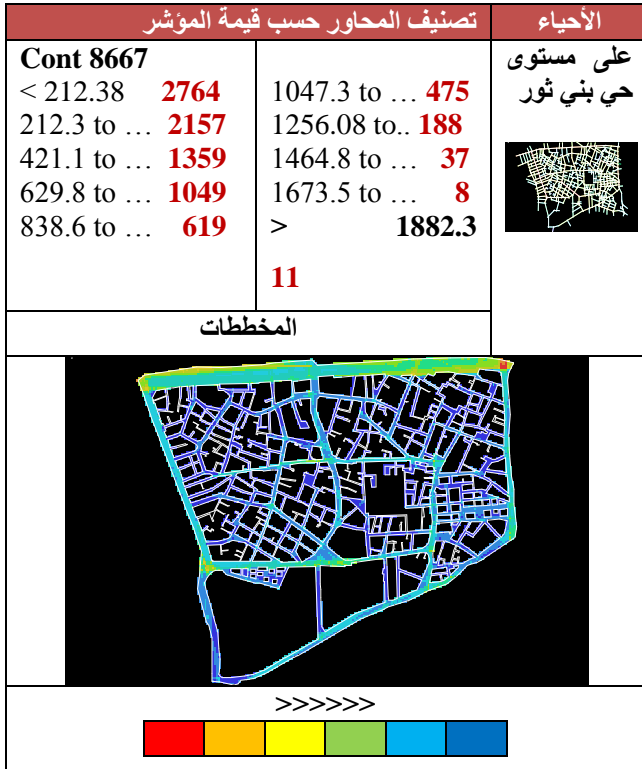 الأحياء
تصنيف المحاور حسب قيمة المؤشر
على مستوى
حي بني ثور
Cont 8667
< 212.38 2764
212.3 to … 2157
421.1 to … 1359
629.8 to … 1049
838.6 to … 619
1047.3 to … 475
1256.08 to.. 188
1464.8 to … 37
1673.5 to … 8
> 1882.3
11
المخططات
>>>>>>